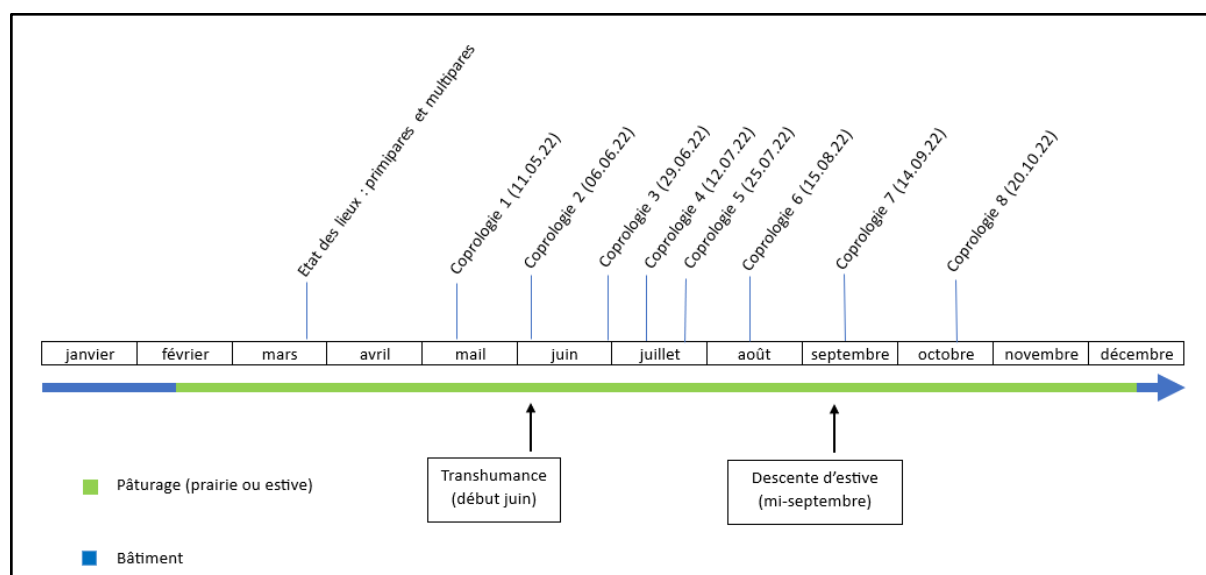 Etat des lieux : primipares et multipares
Coprologie 1 (11.05.22)
Coprologie 2 (06.06.22)
Coprologie 3 (29.06.22)
Coprologie 4 (12.07.22)
Coprologie 5 (25.07.22)
Coprologie 6 (15.08.22)
Coprologie 7 (14.09.22)
Coprologie 8 (20.10.22)
janvier février mars avril mail juin juillet août septembre octobre novembre décembre
Transhumance
(début juin)
Descente d'estive
(mi-septembre)
Pâturage (prairie ou estive)
Bâtiment